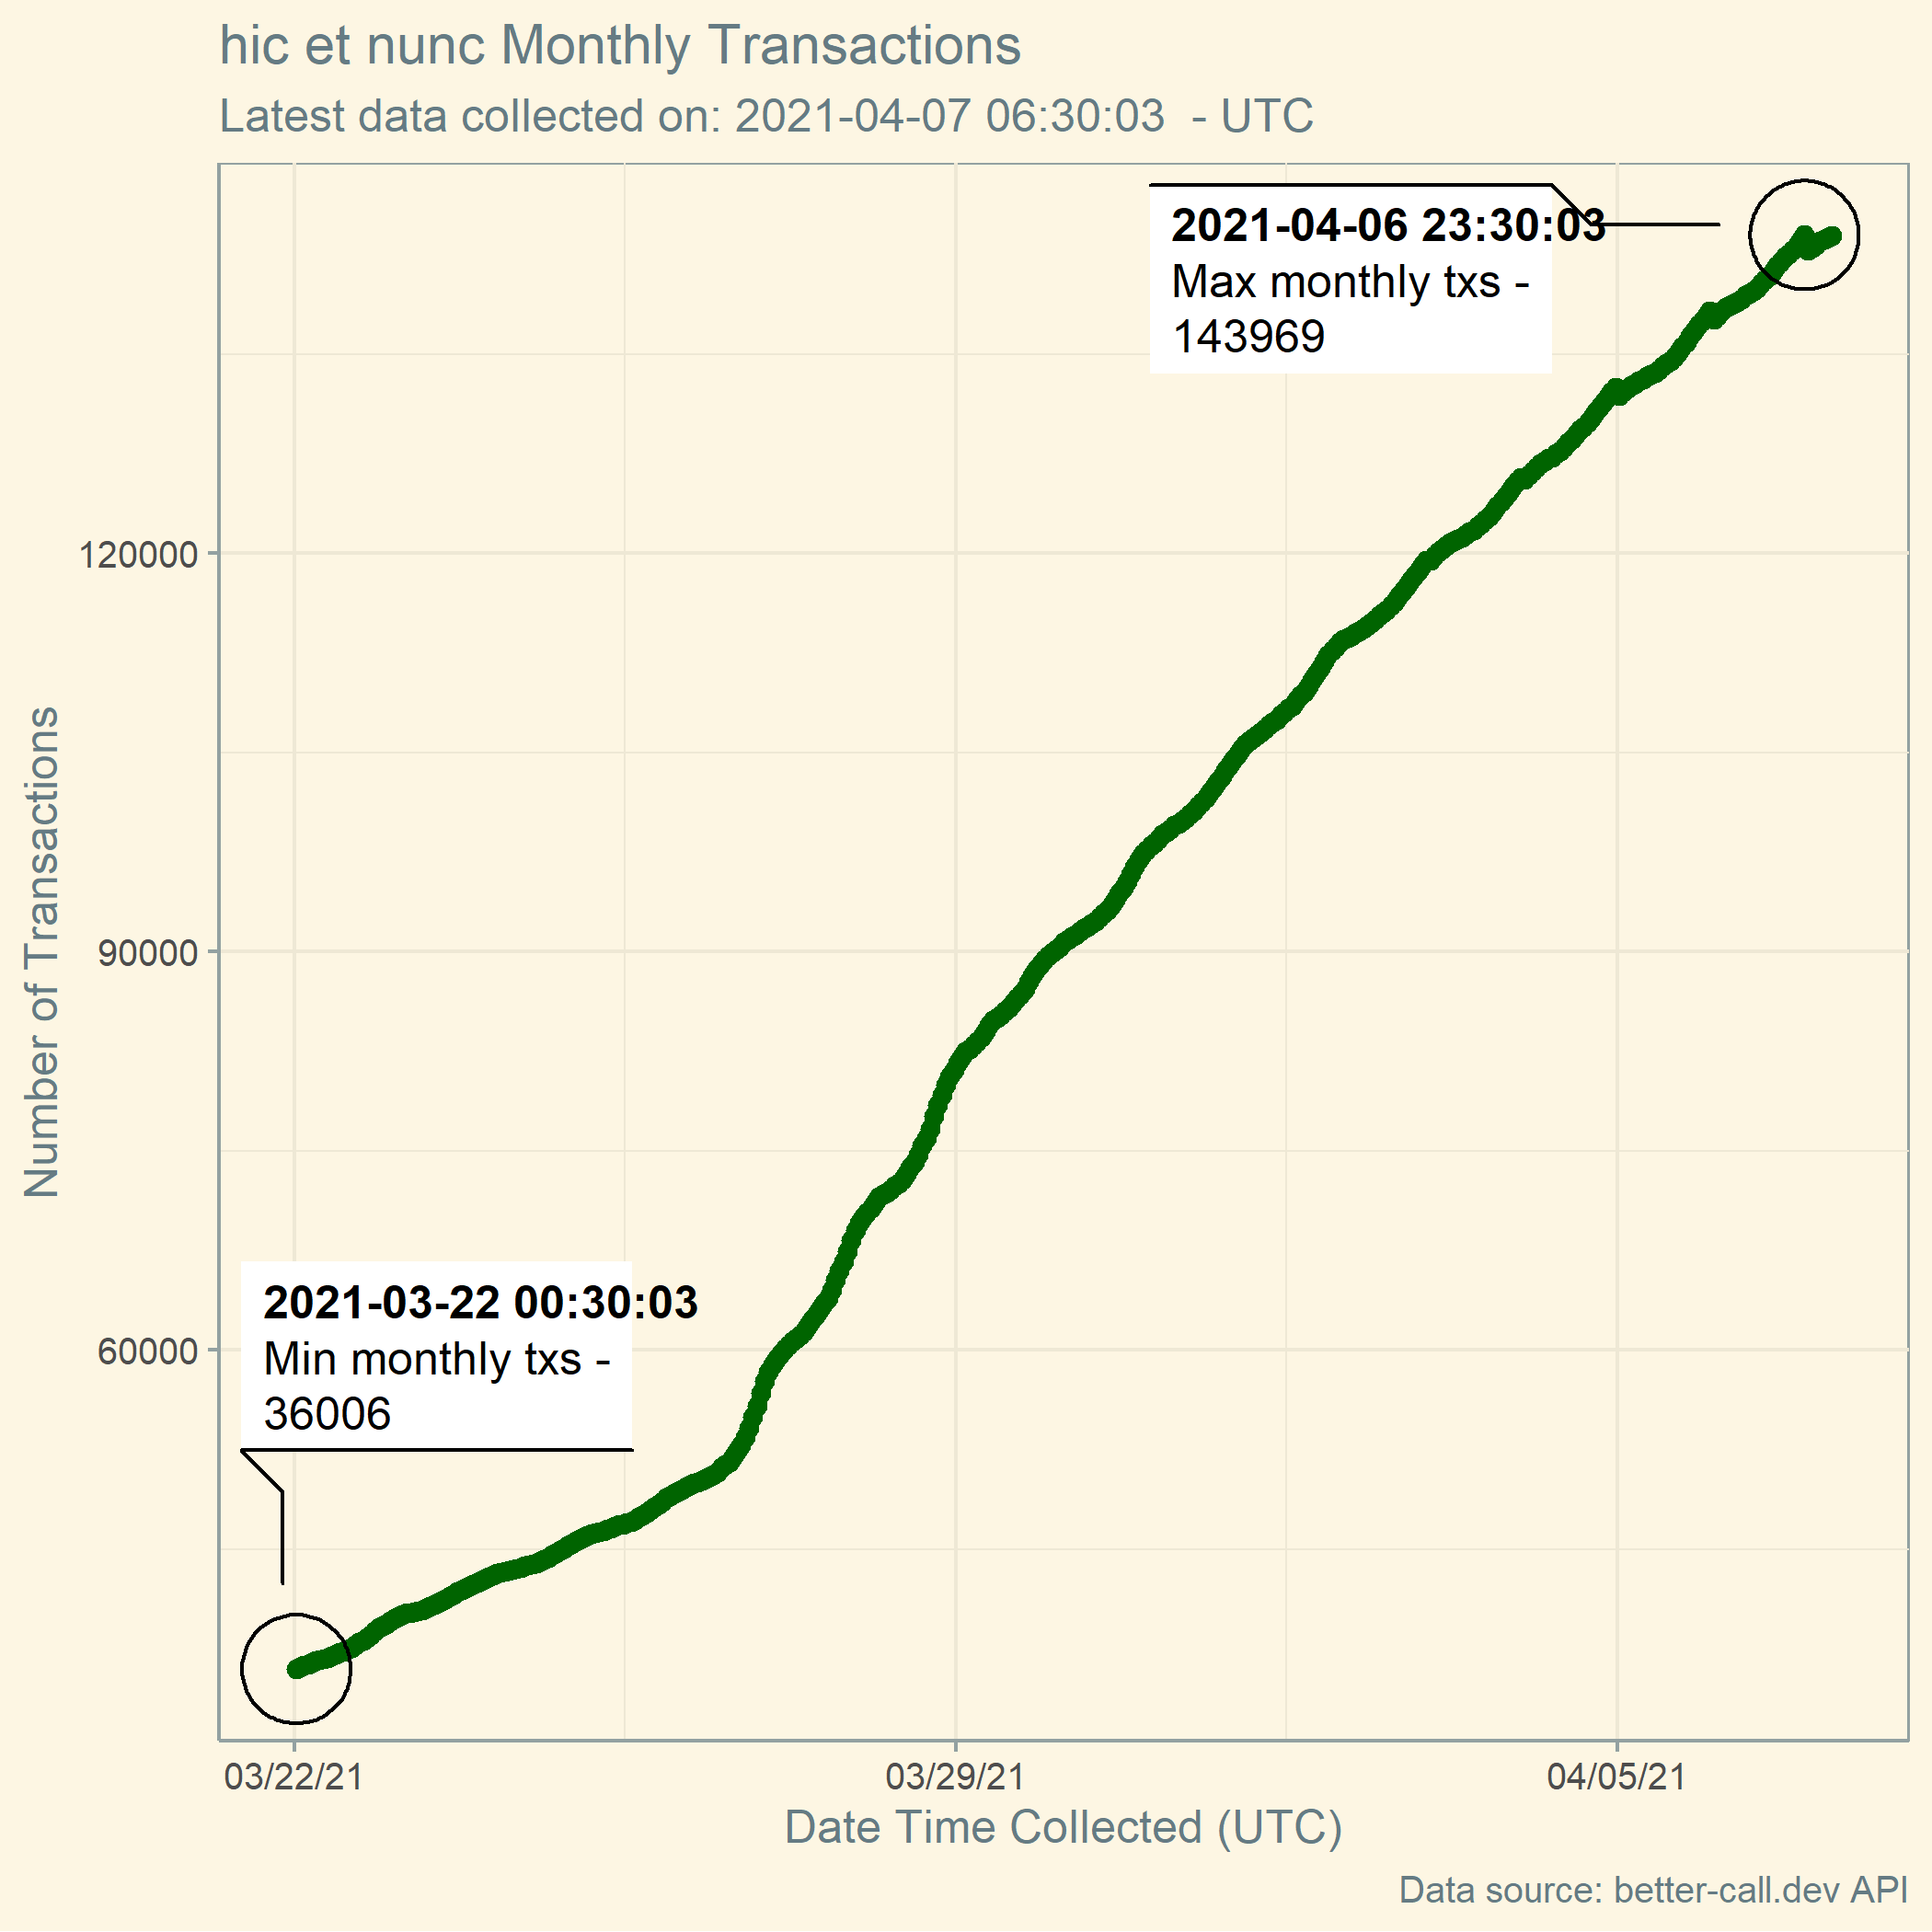 hic et nunc Monthly Transactions
Latest data collected on: 2021-04-07 06:30:03  - UTC
2021-04-06 23:30:03
Max monthly txs -
143969
120000
90000
60000
Number of Transactions
2021-03-22 00:30:03
Min monthly txs -
36006
03/22/21
03/29/21
04/05/21
Date Time Collected (UTC)
Data source: better-call.dev API